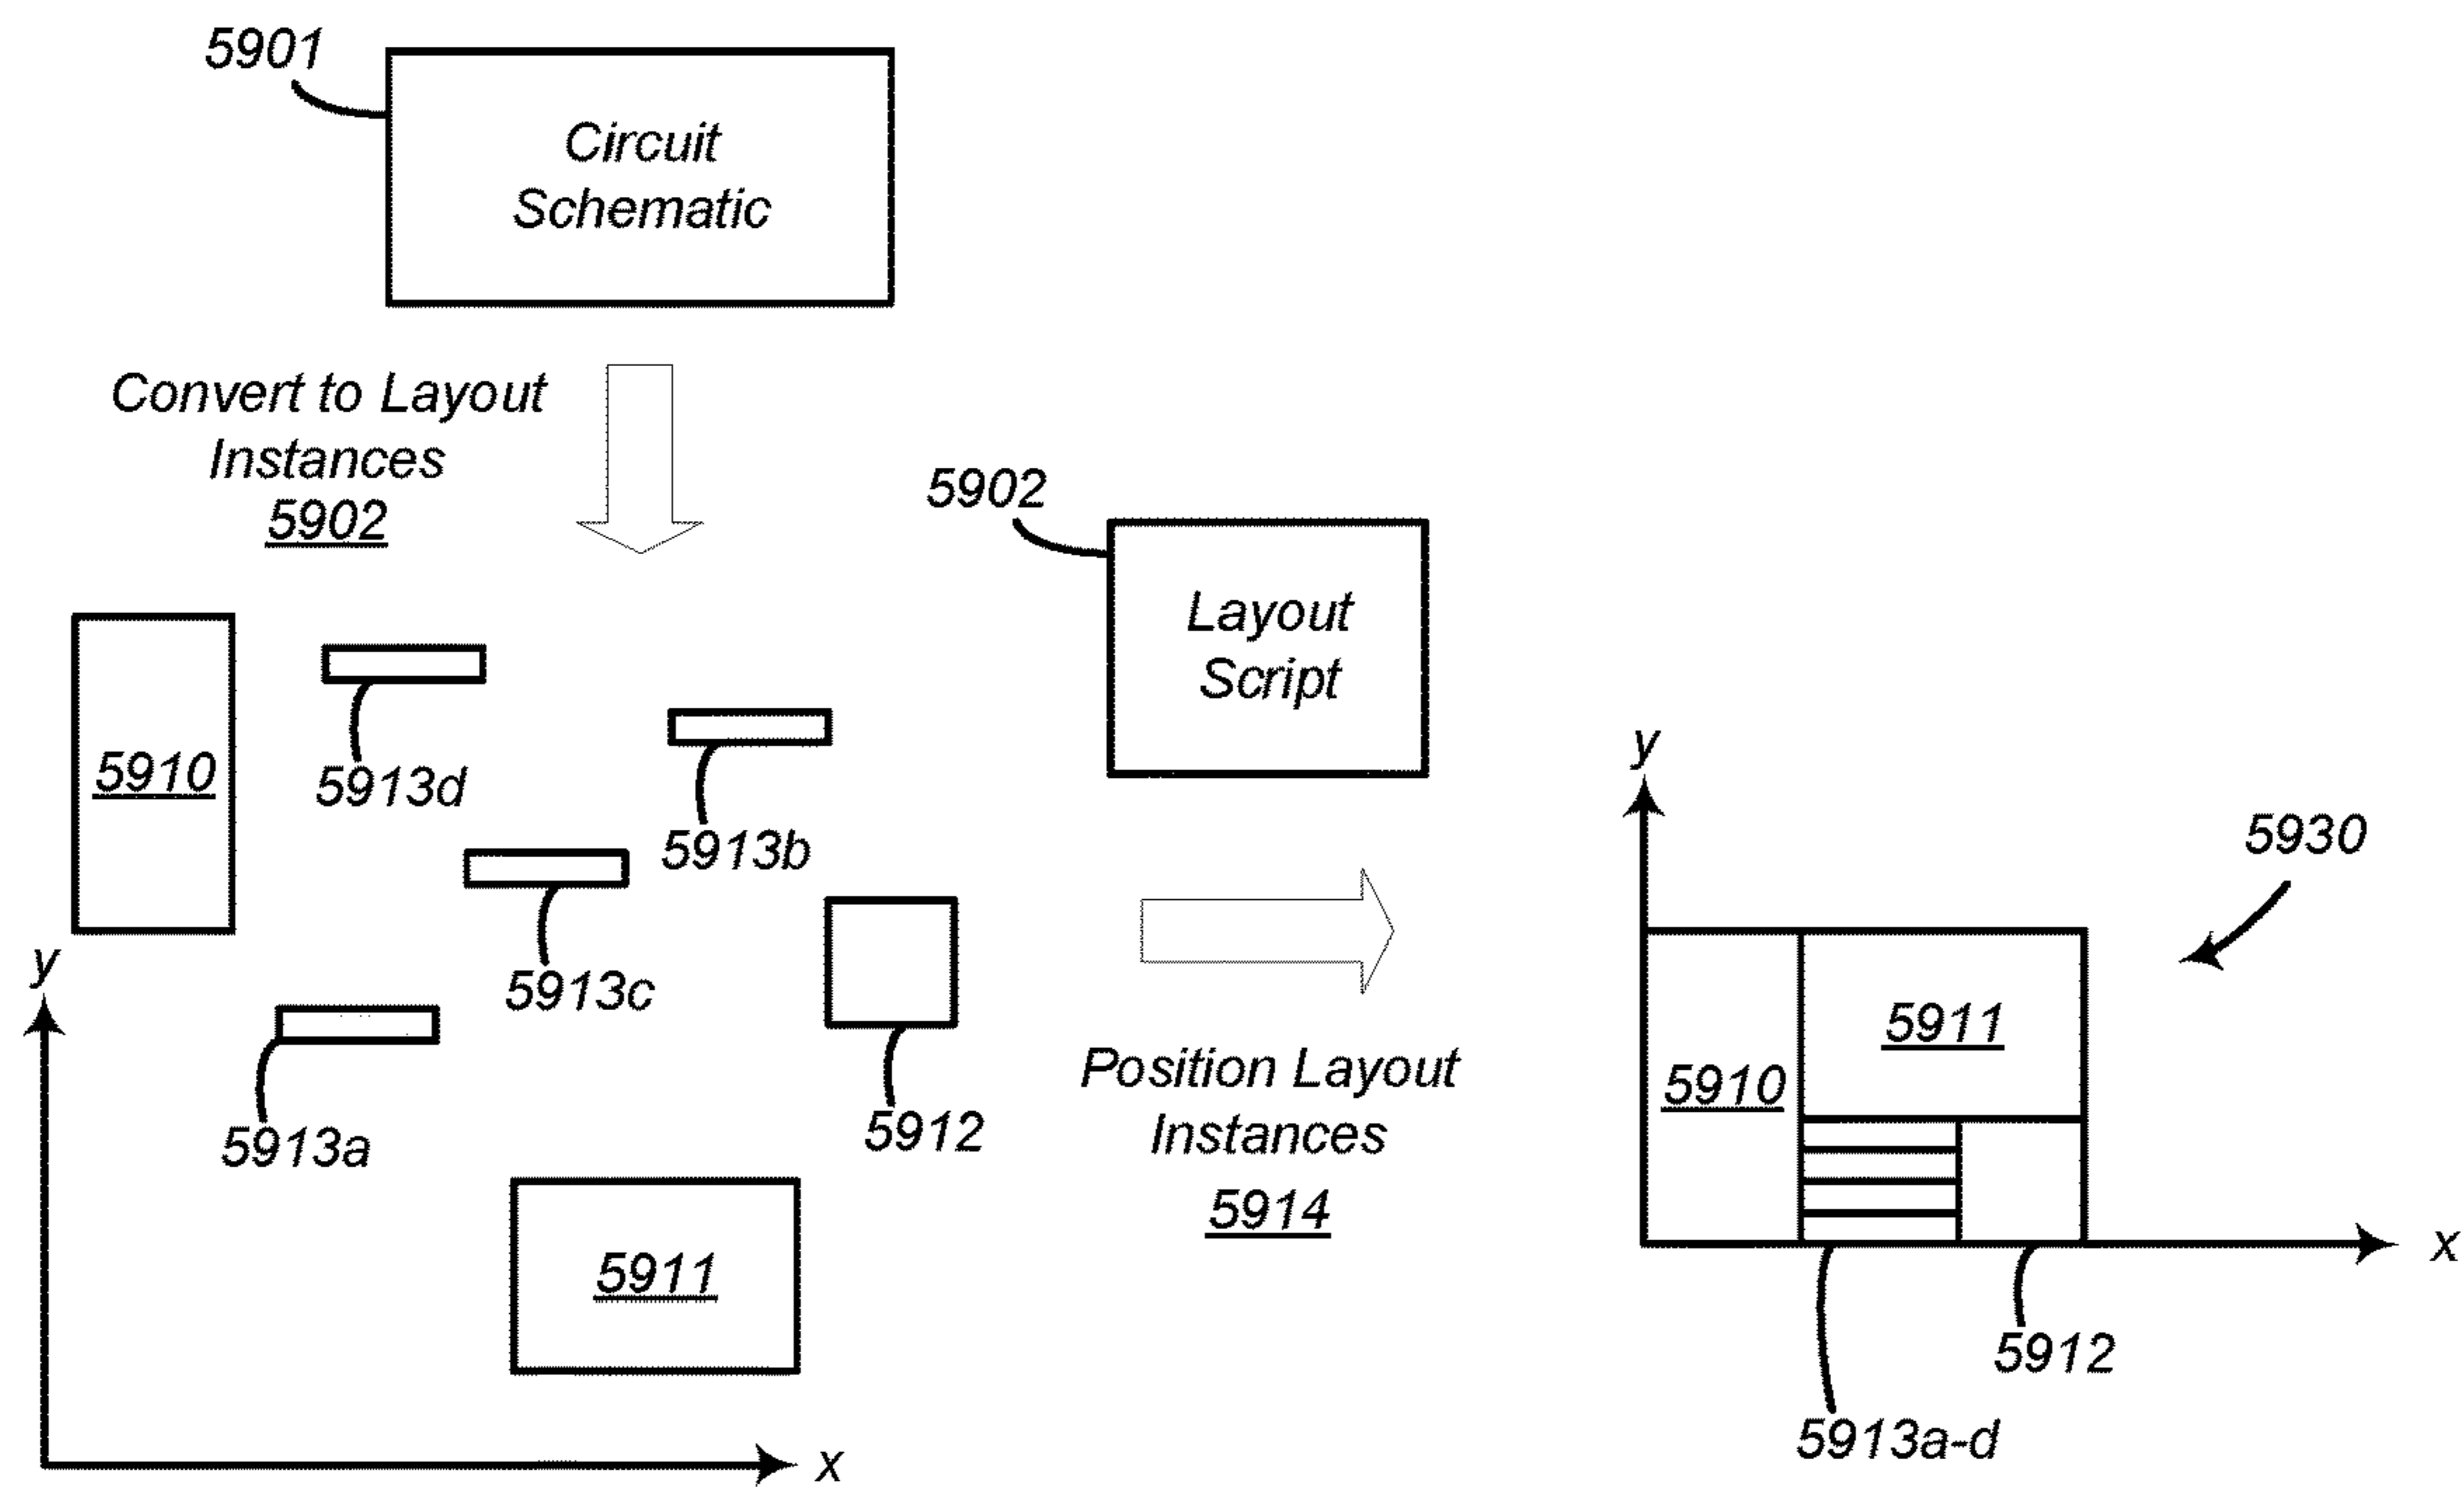 5901
Circuit
Schematic
Convert to Layout
Instances
5902
5902
Layout
Script
5910
5913d
5913b
5913c
5913a
5912
5911
y
x
Position Layout
Instances
5914
y
5930
5911
5910
x
5912
5913a-d